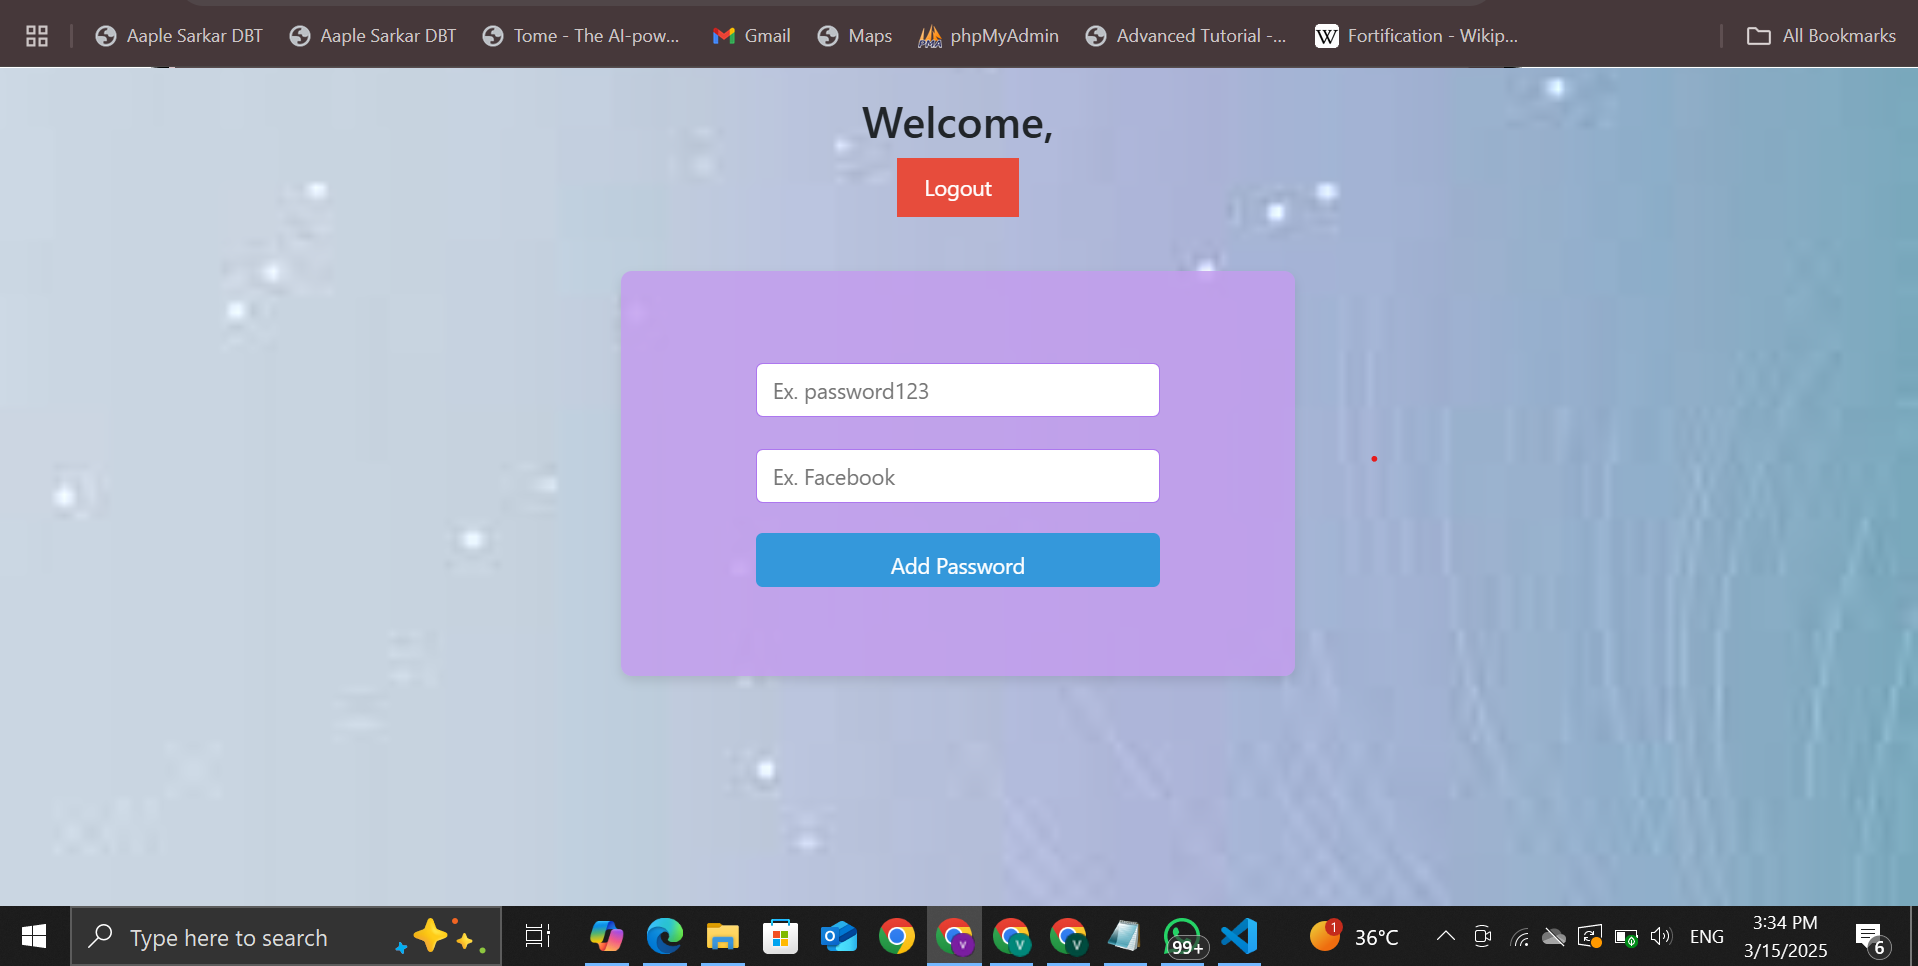 Aaple Sarkar DBT
Aaple Sarkar DBT
Tome - The AI-pow...
Gmail
Maps
phpMyAdmin
Advanced Tutorial -...
W
Fortification - Wikip...
All Bookmarks
Welcome,
Logout
Ex. password123
Ex. Facebook
Add Password
Type here to search
V
V
V
99+
1
36°C
ENG
3:34 PM
3/15/2025
6